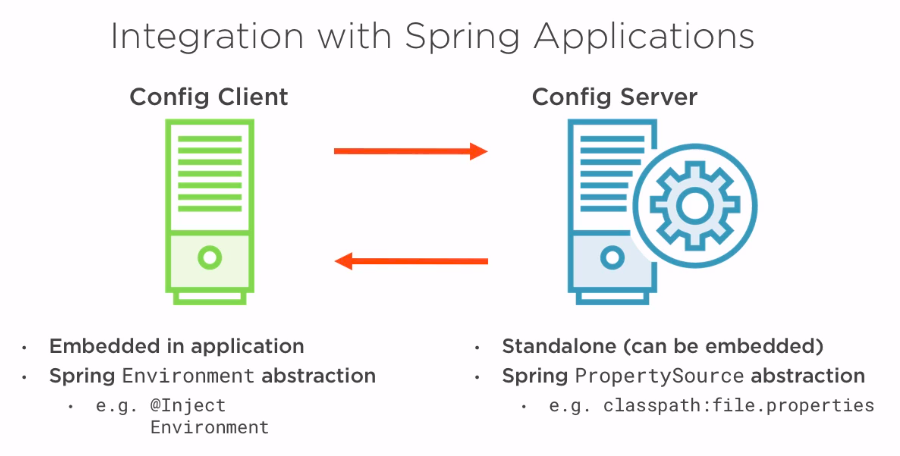 Integration with Spring Applications
Config Client
Config Server
• Embedded in application
• Spring Environment abstraction
• e.g. @Inject
Environment
• Standalone (can be embedded)
• Spring PropertySource abstraction
• e.g. classpath:file.properties